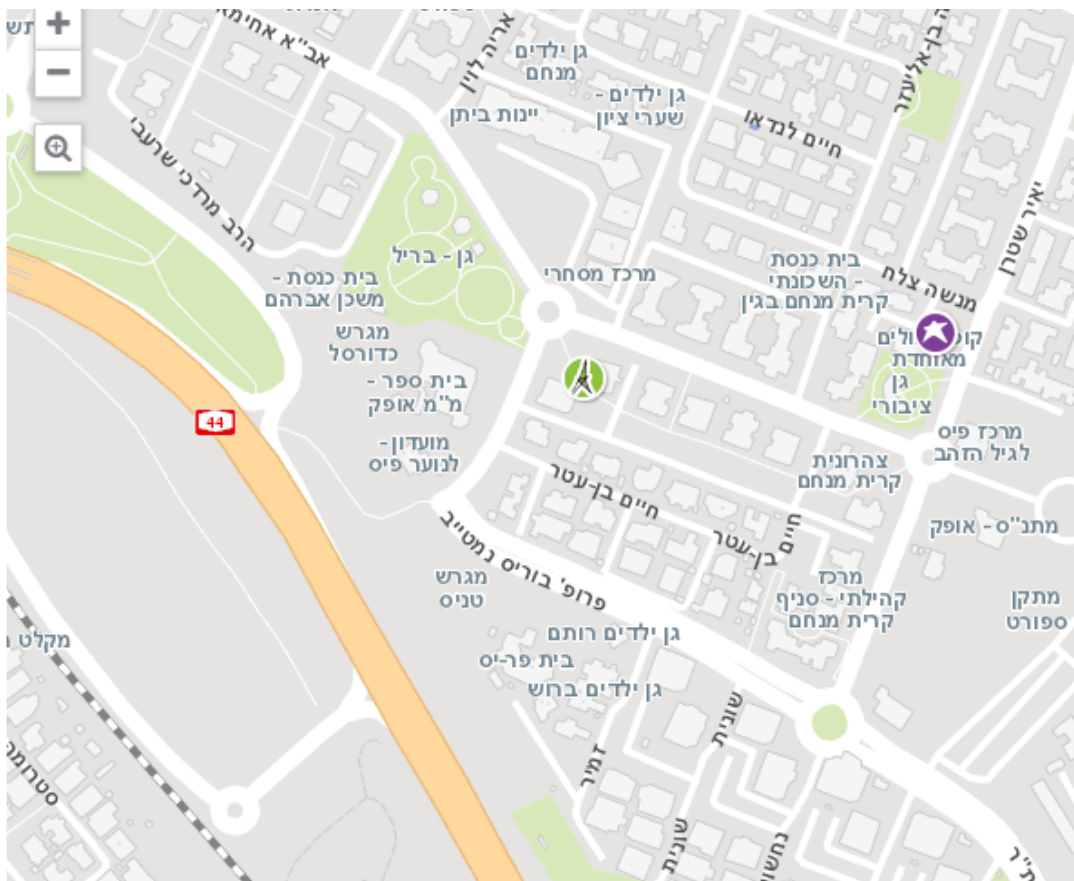 אב"א אחימא
אריה לוין
גן ילדים
מנחם
יינות ביתן
גן ילדים -
שערי ציון
חיים לנדאו
ה בן-אליעזר
יאיר שטרן
הרב מרדכי שרעבי
גן - בריל
בית כנסת -
משכן אברהם
מרכז מסחרי
בית כנסת
- השכונתי
קרית מנחם בגין
מנשה צלח
מגרש
כדורסל
בית ספר -
מ"מ אופק
מאוחדת
גן
ציבורי
44
מועדון -
לנוער פיס
צהרונית
קרית מנחם
מרכז פיס
לגיל הזהב
חיים בן-עטר
חיים בן-עטר
מתנ"ס - אופק
פרופ' בוריס גמטייב
מגרש
טניס
מרכז
קהילתי - סניף
קרית מנחם
מתקן
ספורט
גן ילדים רותם
בית פר-יס
גן ילדים ברוש
מקלט
שונית
זמיר
שונית
נחשו
סטרומה
ת"ר